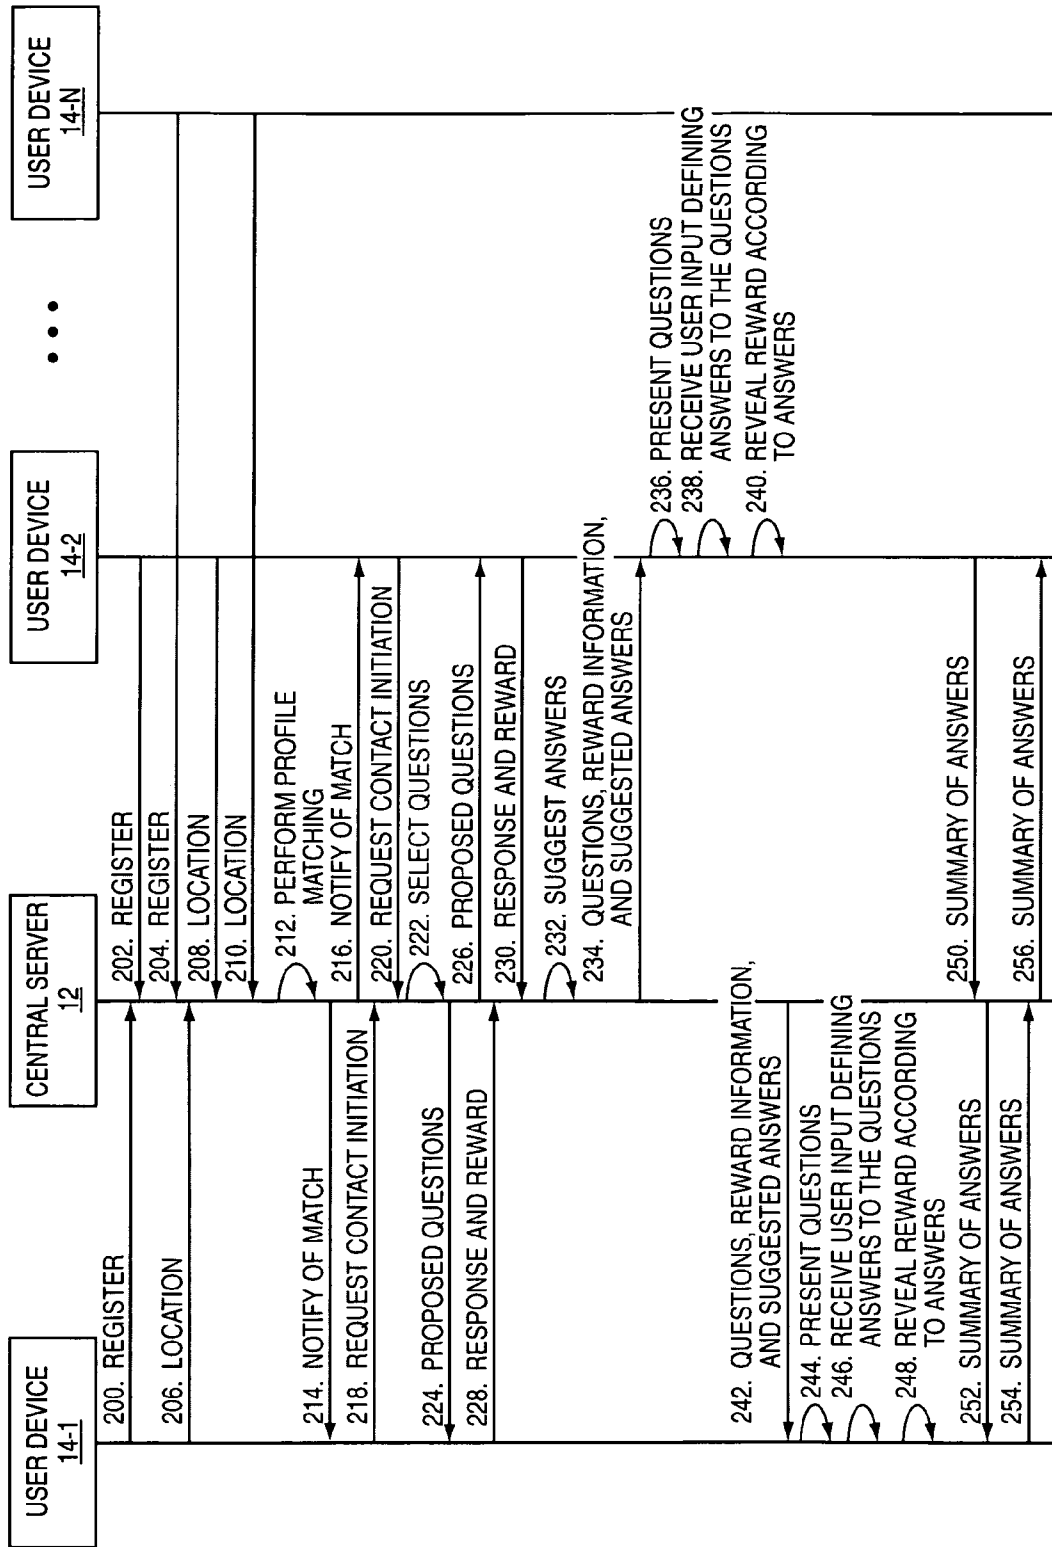 USER DEVICE
14-1
CENTRAL SERVER
12
USER DEVICE
14-2
USER DEVICE
14-N
200. REGISTER
202. REGISTER
204. REGISTER
206. LOCATION
208. LOCATION
210. LOCATION
212. PERFORM PROFILE
MATCHING
214. NOTIFY OF MATCH
216. NOTIFY OF MATCH
218. REQUEST CONTACT INITIATION
220. REQUEST CONTACT INITIATION
222. SELECT QUESTIONS
224. PROPOSED QUESTIONS
226. PROPOSED QUESTIONS
228. RESPONSE AND REWARD
230. RESPONSE AND REWARD
232. SUGGEST ANSWERS
234. QUESTIONS, REWARD INFORMATION,
AND SUGGESTED ANSWERS
236. PRESENT QUESTIONS
238. RECEIVE USER INPUT DEFINING
ANSWERS TO THE QUESTIONS
240. REVEAL REWARD ACCORDING
TO ANSWERS
242. QUESTIONS, REWARD INFORMATION,
AND SUGGESTED ANSWERS
244. PRESENT QUESTIONS
246. RECEIVE USER INPUT DEFINING
ANSWERS TO THE QUESTIONS
248. REVEAL REWARD ACCORDING
TO ANSWERS
250. SUMMARY OF ANSWERS
252. SUMMARY OF ANSWERS
254. SUMMARY OF ANSWERS
256. SUMMARY OF ANSWERS